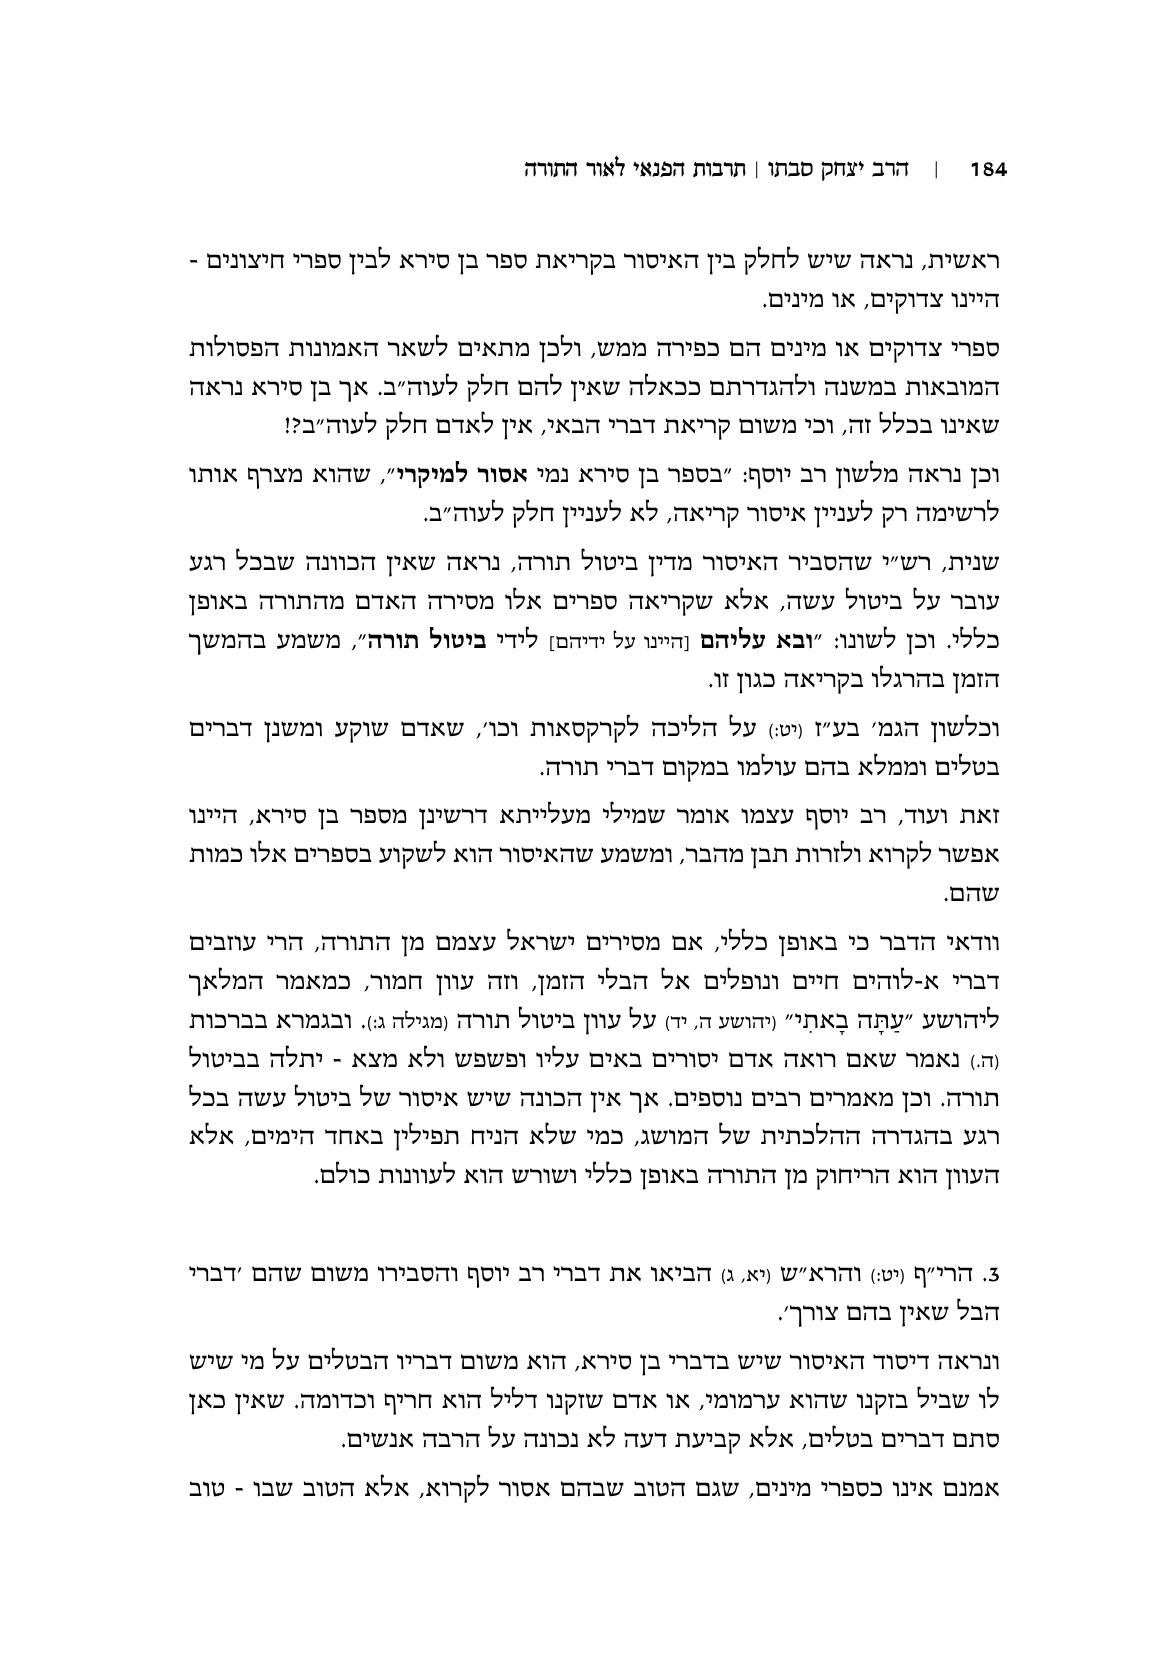 184 | הרב יצחק סבתו | תרבות הפנאי לאור התורה
ראשית, נראה שיש לחלק בין האיסור בקריאת ספר בן סירא לבין ספרי חיצונים -
היינו צדוקים, או מינים.
ספרי צדוקים או מינים הם כפירה ממש, ולכן מתאים לשאר האמונות הפסולות
המובאות במשנה ולהגדרתם ככאלה שאין להם חלק לעוה״ב. אך בן סירא נראה
שאינו בכלל זה, וכי משום קריאת דברי הבאי, אין לאדם חלק לעוה״ב?!
וכן נראה מלשון רב יוסף: ״בספר בן סירא נמי אסור למיקרי״, שהוא מצרף אותו
לרשימה רק לעניין איסור קריאה, לא לעניין חלק לעוה״ב.
שנית, רש״י שהסביר האיסור מדין ביטול תורה, נראה שאין הכוונה שבכל רגע
עובר על ביטול עשה, אלא שקריאה ספרים אלו מסירה האדם מהתורה באופן
כללי. וכן לשונו: ״ובא עליהם [היינו על ידיהם] לידי ביטול תורה״, משמע בהמשך
הזמן בהרגלו בקריאה כגון זו.
וכלשון הגמ׳ בע״ז (יט:) על הליכה לקרקסאות וכו׳, שאדם שוקע ומשנן דברים
בטלים וממלא בהם עולמו במקום דברי תורה.
זאת ועוד, רב יוסף עצמו אומר שמילי מעלייתא דרשינן מספר בן סירא, היינו
אפשר לקרוא ולזרות תבן מהבר, ומשמע שהאיסור הוא לשקוע בספרים אלו כמות
שהם.
וודאי הדבר כי באופן כללי, אם מסירים ישראל עצמם מן התורה, הרי עוזבים
דברי א-לוהים חיים ונופלים אל הבלי הזמן, וזה עוון חמור, כמאמר המלאך
ליהושע ״עַתָּה בָאתִי״ (יהושע ה, יד) על עוון ביטול תורה (מגילה ג:). ובגמרא בברכות
(ה.) נאמר שאם רואה אדם יסורים באים עליו ופשפש ולא מצא - יתלה בביטול
תורה. וכן מאמרים רבים נוספים. אך אין הכונה שיש איסור של ביטול עשה בכל
רגע בהגדרה ההלכתית של המושג, כמי שלא הניח תפילין באחד הימים, אלא
העוון הוא הריחוק מן התורה באופן כללי ושורש הוא לעוונות כולם.
3. הרי״ף (יט:) והרא״ש (יא, ג) הביאו את דברי רב יוסף והסבירו משום שהם ׳דברי
הבל שאין בהם צורך׳.
ונראה דיסוד האיסור שיש בדברי בן סירא, הוא משום דבריו הבטלים על מי שיש
לו שביל בזקנו שהוא ערמומי, או אדם שזקנו דליל הוא חריף וכדומה. שאין כאן
סתם דברים בטלים, אלא קביעת דעה לא נכונה על הרבה אנשים.
אמנם אינו כספרי מינים, שגם הטוב שבהם אסור לקרוא, אלא הטוב שבו - טוב